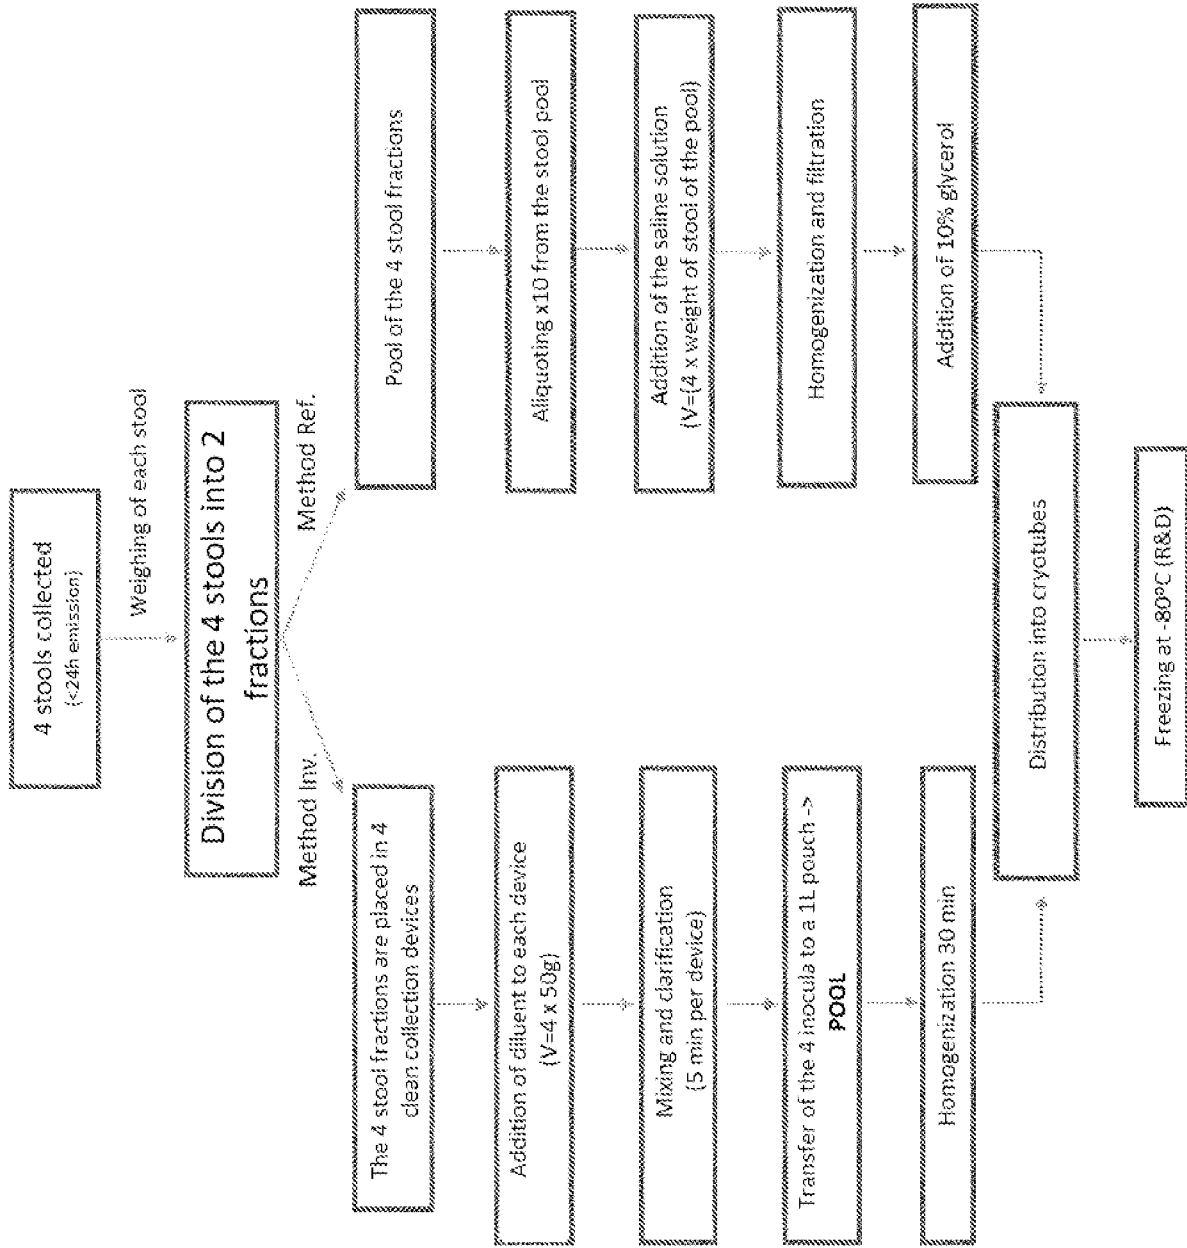 4 stools collected
(<24h emission)
Weighing of each stool
Division of the 4 stools into 2
fractions
Method Inv.
Method Ref.
The 4 stool fractions are placed in 4
clean collection devices
Addition of diluent to each device
(V=4 x 50g)
Mixing and clarification
(5 min per device)
Transfer of the 4 inocula to a 1L pouch ->
POOL
Homogenization 30 min
Pool of the 4 stool fractions
Aliquoting x10 from the stool pool
Addition of the saline solution
(V=(4 x weight of stool of the pool)
Homogenization and filtration
Addition of 10% glycerol
Distribution into cryotubes
Freezing at -80°C (R&D)